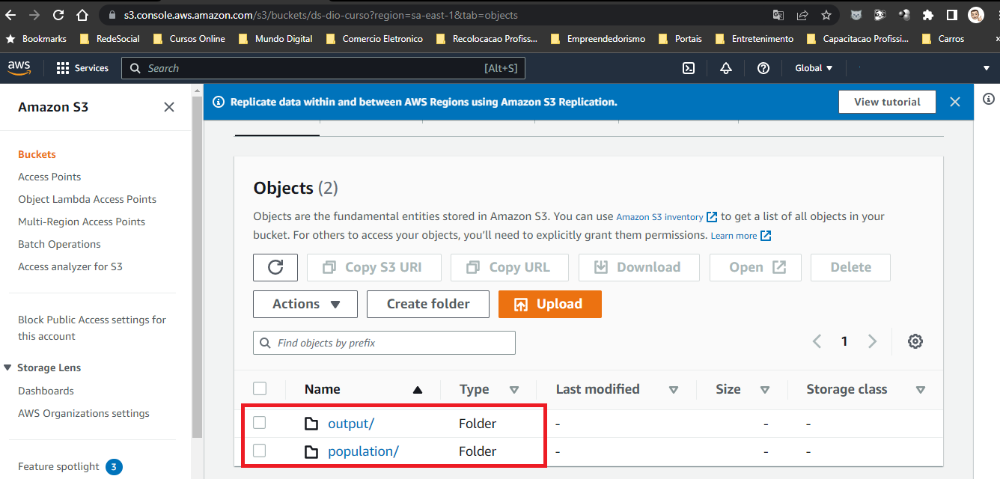 s3.console.aws.amazon.com/s3/buckets/ds-dio-curso?region=sa-east-1&tab=objects
Bookmarks RedeSocial Cursos Online Mundo Digital Comercio Eletronico Recolocacao Profiss... Empreendedorismo Portais Entretenimento Capacitacao Profissi... Carros »
aws Services Search [Alt+S] Global
Amazon S3
Replicate data within and between AWS Regions using Amazon S3 Replication. View tutorial
Buckets
Access Points
Object Lambda Access Points
Multi-Region Access Points
Batch Operations
Access analyzer for S3
Block Public Access settings for
this account
Storage Lens
Dashboards
AWS Organizations settings
Feature spotlight 3
Objects (2)
Objects are the fundamental entities stored in Amazon S3. You can use Amazon S3 inventory to get a list of all objects in your
bucket. For others to access your objects, you'll need to explicitly grant them permissions. Learn more
Copy S3 URI Copy URL Download Open Delete
Actions Create folder Upload
Find objects by prefix
1
Name Type Last modified Size Storage class
output/ Folder - - -
population/ Folder - - -